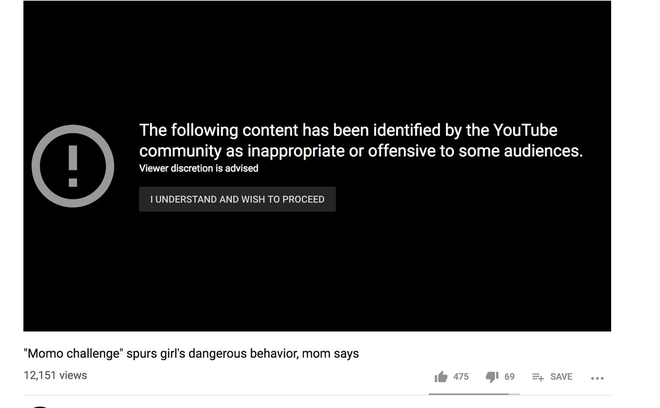 The following content has been identified by the YouTube
community as inappropriate or offensive to some audiences.
Viewer discretion is advised
I UNDERSTAND AND WISH TO PROCEED
"Momo challenge" spurs girl's dangerous behavior, mom says
12,151 views
475
69
SAVE